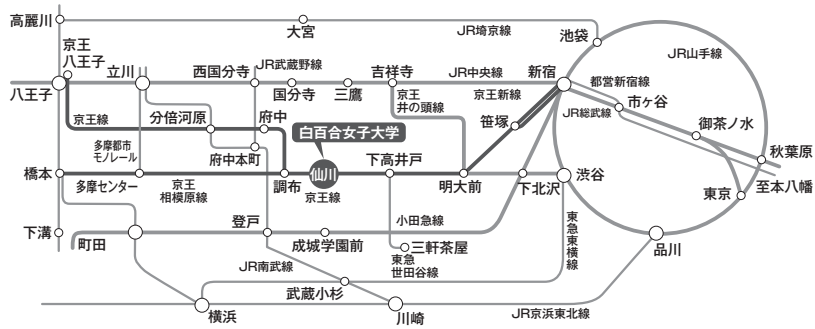 高麗川
大宮
JR埼京線
池袋
京王
八王子
立川
西国分寺
JR武蔵野線
吉祥寺
JR中央線
新宿
JR山手線
八王子
国分寺
三鷹
京王
井の頭線
京王新線
都営新宿線
市ヶ谷
JR総武線
御茶ノ水
京王線
分倍河原
府中
白百合女子大学
笹塚
多摩都市
モノレール
府中本町
下高井戸
秋葉原
橋本
多摩センター
京王
相模原線
調布
仙川
京王線
明大前
下北沢
渋谷
東京
至本八幡
下溝
町田
登戸
成城学園前
小田急線
三軒茶屋
東急
世田谷線
東急東横線
品川
JR南武線
武蔵小杉
横浜
川崎
JR京浜東北線